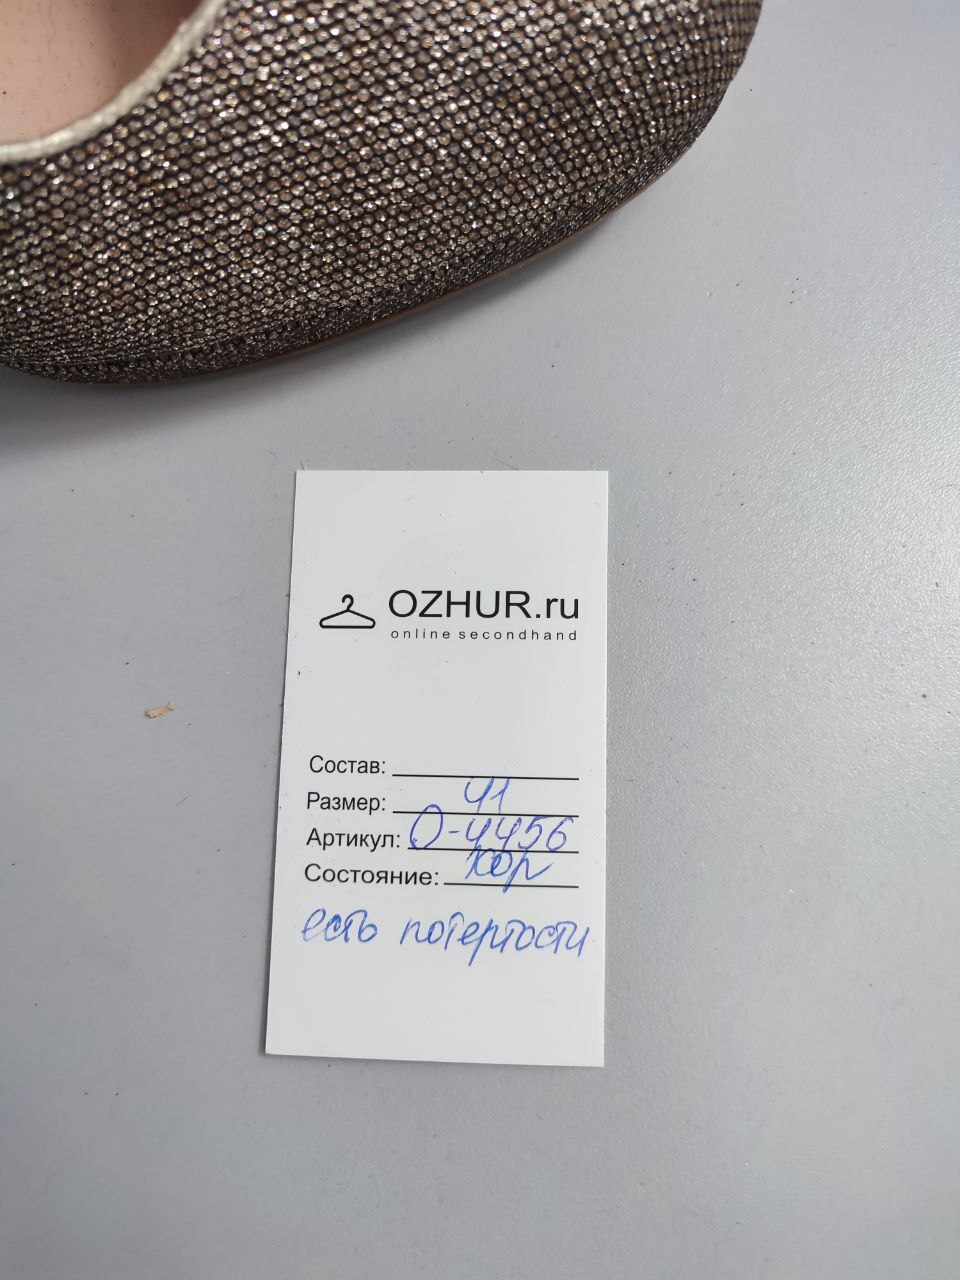 OZHUR.ru
online secondhand
Состав:
Размер: 41
Артикул: О-4456
Состояние: хор
есть потертости